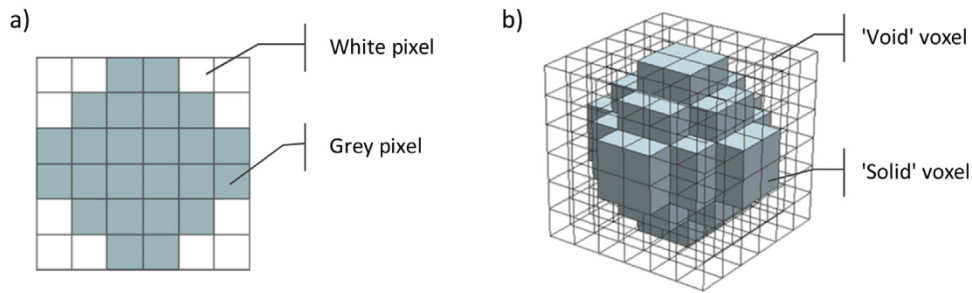 a)
White pixel
Grey pixel
b)
'Void' voxel
'Solid' voxel